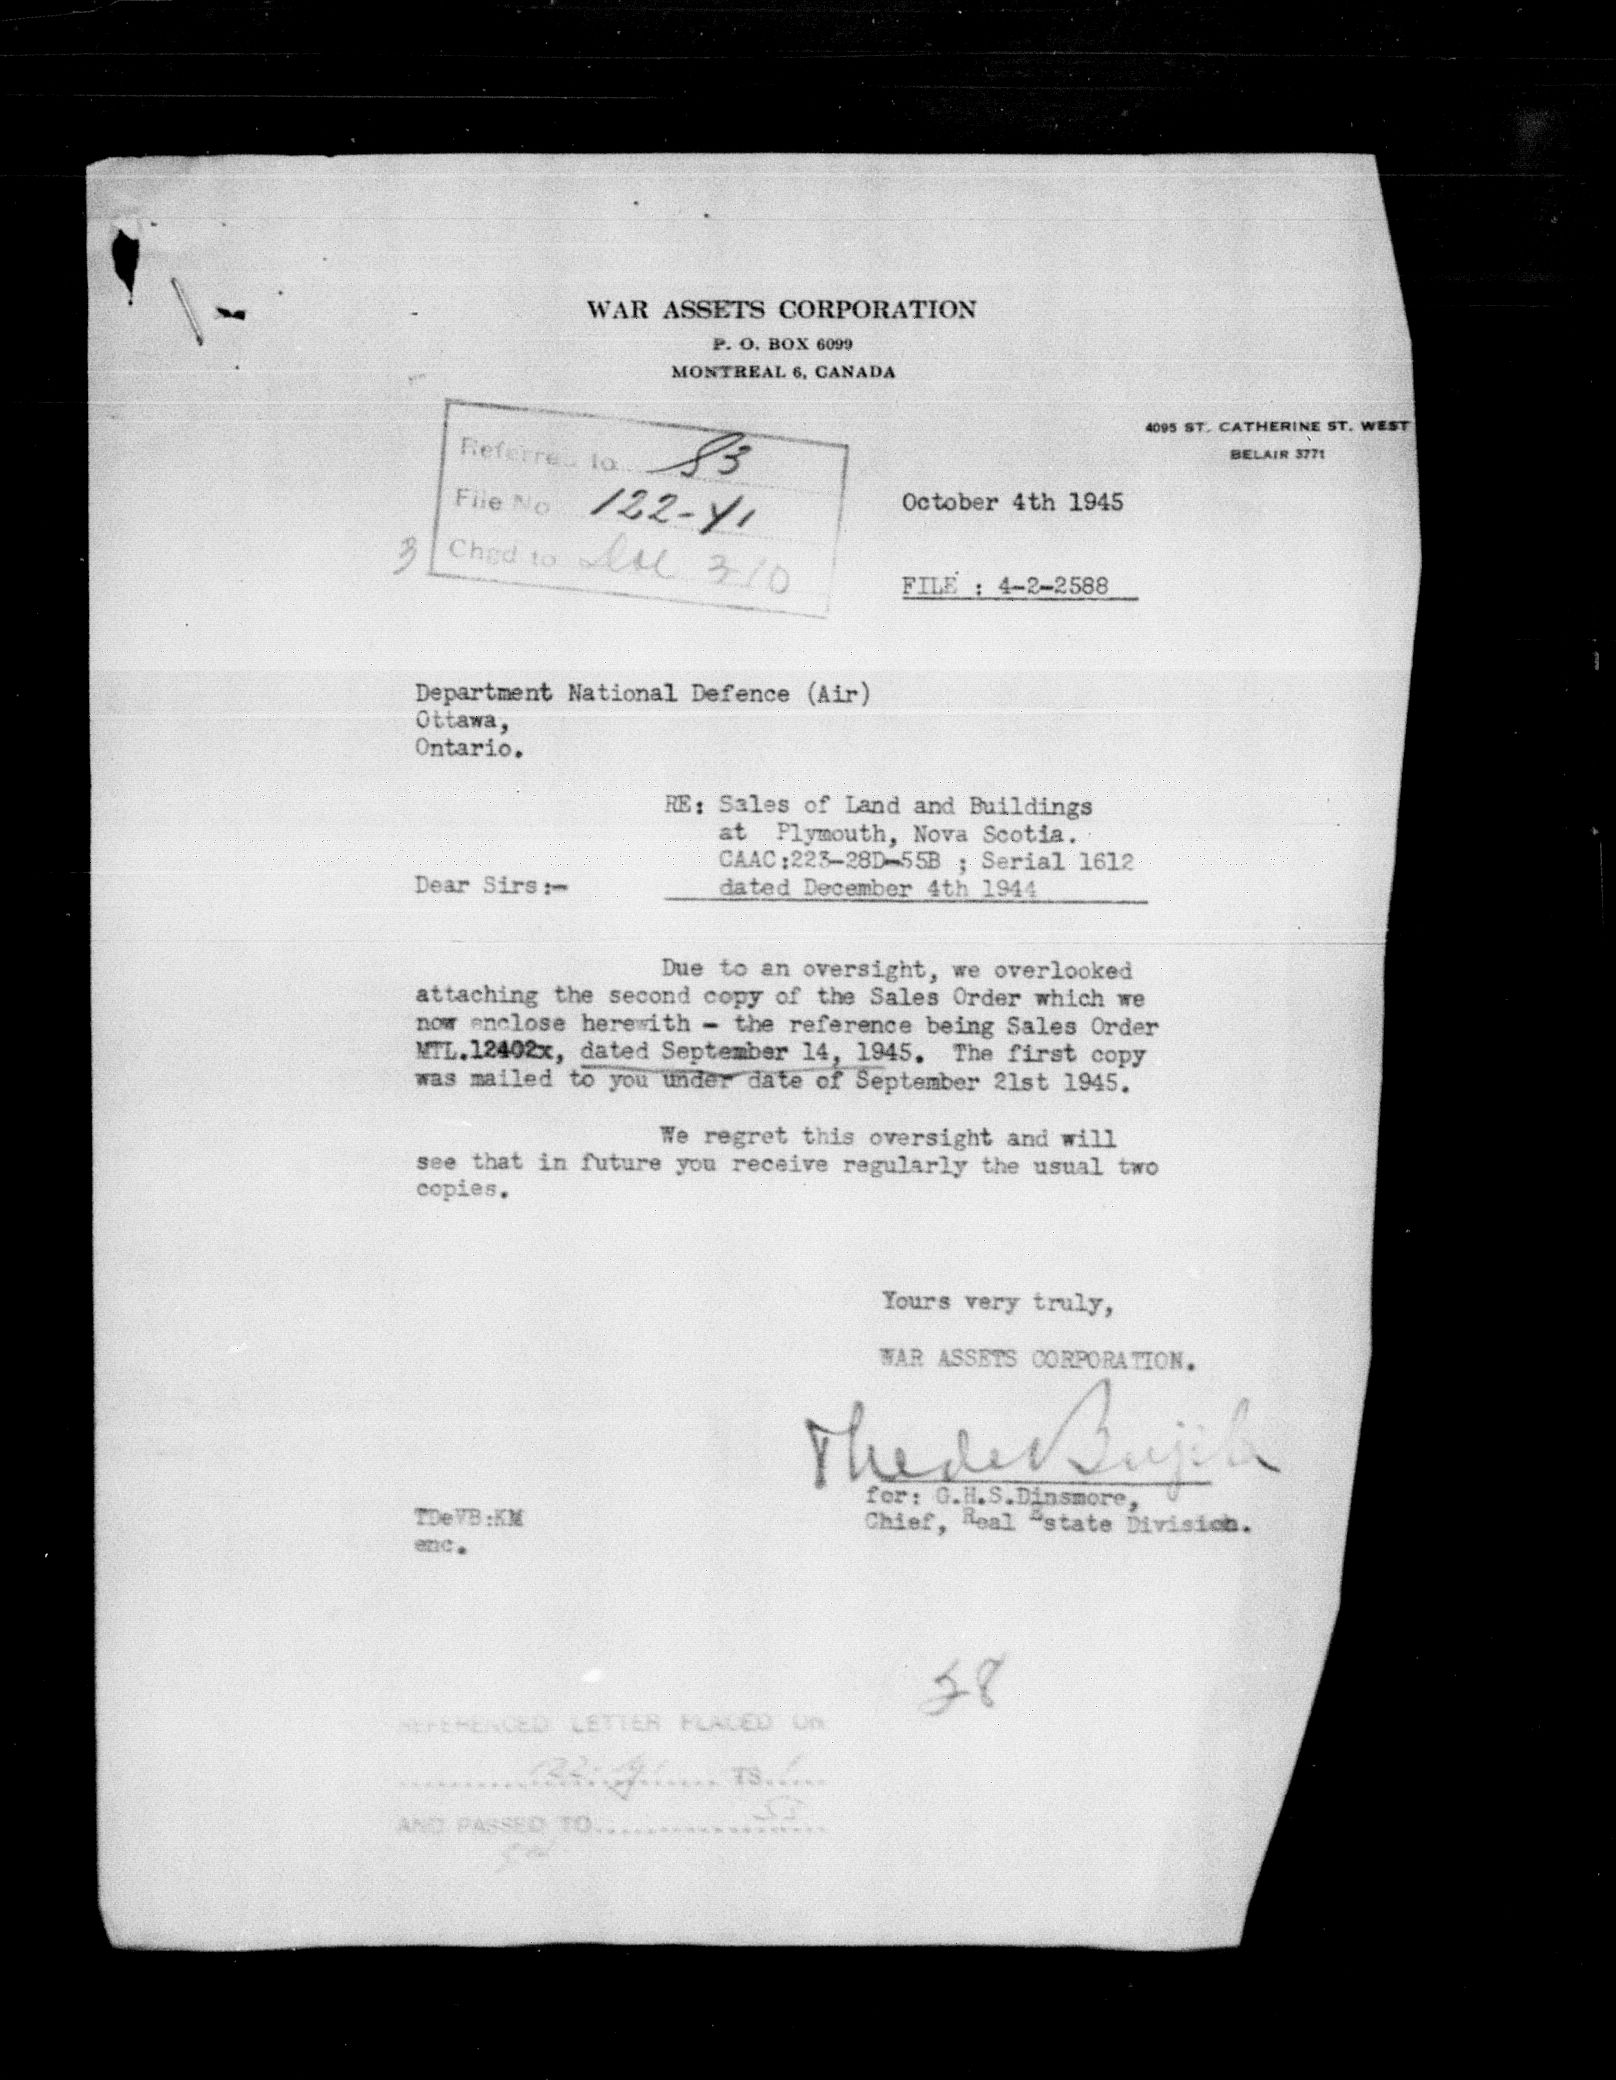 WAR ASSETS CORPORATION
P. O. BOX 6099
MONTREAL 6, CANADA
4095 ST. CATHERINE ST. WEST
BELAIR 3771
Referred to S3
File No 122-Y1
Chgd to 310
3
October 4th 1945
FILE : 4-2-2588
Department National Defence (Air)
Ottawa,
Ontario.
RE: Sales of Land and Buildings
at Plymouth, Nova Scotia.
CAAC:223-28D-55B ; Serial 1612
Dear Sirs:- dated December 4th 1944
Due to an oversight, we overlooked
attaching the second copy of the Sales Order which we
now enclose herewith - the reference being Sales Order
MTL.12402x, dated September 14, 1945. The first copy
was mailed to you under date of September 21st 1945.
We regret this oversight and will
see that in future you receive regularly the usual two
copies.
Yours very truly,
WAR ASSETS CORPORATION.
for: G.H.S.Dinsmore,
Chief, Real Estate Division.
TDeVB:KM
enc.
58
REFERENCED LETTER PLACED ON
TS
AND PASSED TO